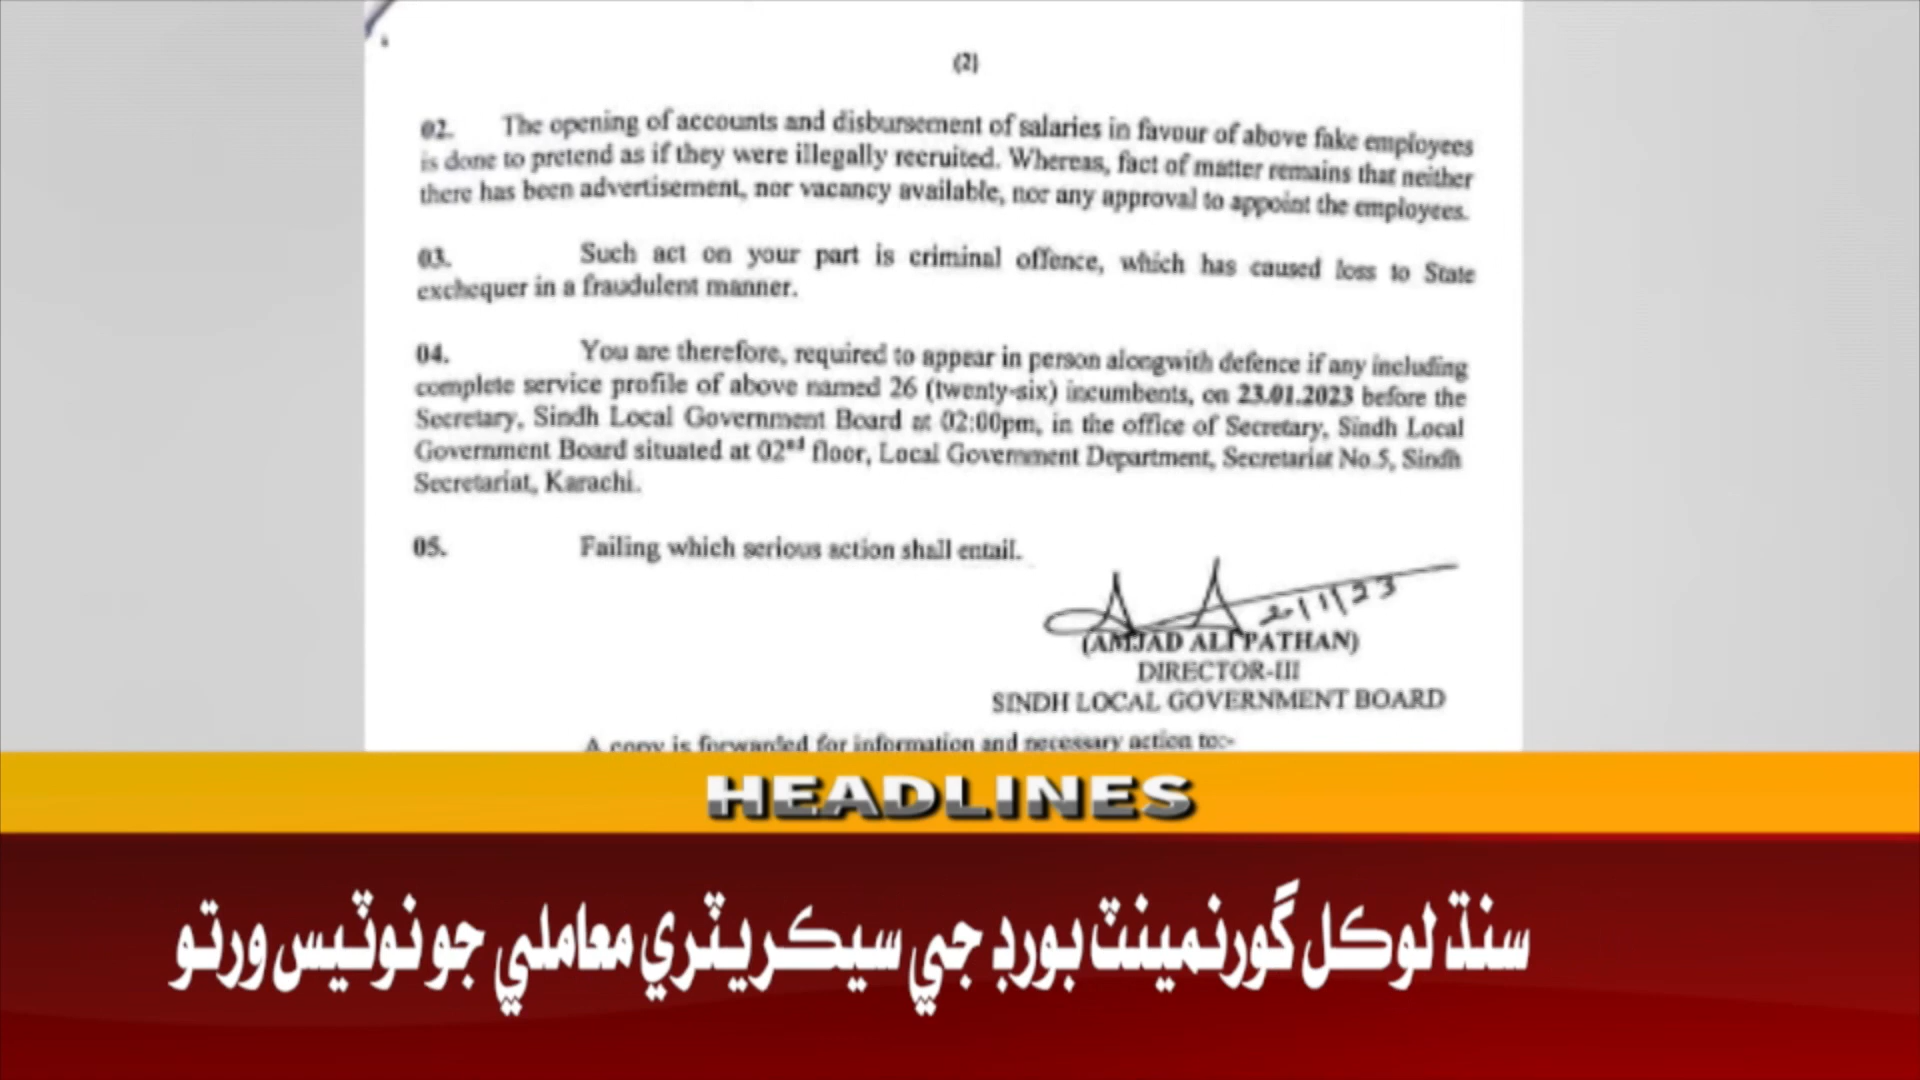 (2)
02. The opening of accounts and disbursement of salaries in favour of above fake employees
is done to pretend as if they were illegally recruited. Whereas, fact of matter remains that neither
there has been advertisement, nor vacancy available, nor any approval to appoint the employees.
03. Such act on your part is criminal offence, which has caused loss to State
exchequer in a fraudulent manner.
04. You are therefore, required to appear in person alongwith defence if any including
complete service profile of above named 26 (twenty-six) incumbents, on 23.01.2023 before the
Secretary, Sindh Local Government Board at 02:00pm, in the office of Secretary, Sindh Local
Government Board situated at 02nd floor, Local Government Department, Secretariat No.5, Sindh
Secretariat, Karachi.
05. Failing which serious action shall entail.
(AMJAD ALI PATHAN)
DIRECTOR-III
SINDH LOCAL GOVERNMENT BOARD
A copy is forwarded for information and necessary action to:-
HEADLINES
سنڌ لوڪل گورنمينٽ بورڊ جي سيڪريٽري معاملي جو نوٽيس ورتو